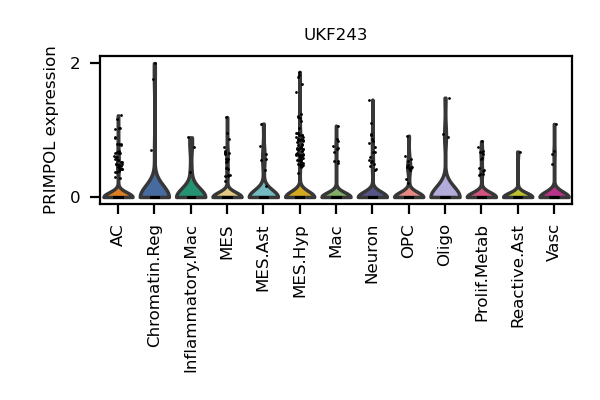 UKF243
PRIMPOL expression
2
0
AC
Chromatin.Reg
Inflammatory.Mac
MES
MES.Ast
MES.Hyp
Mac
Neuron
OPC
Oligo
Prolif.Metab
Reactive.Ast
Vasc